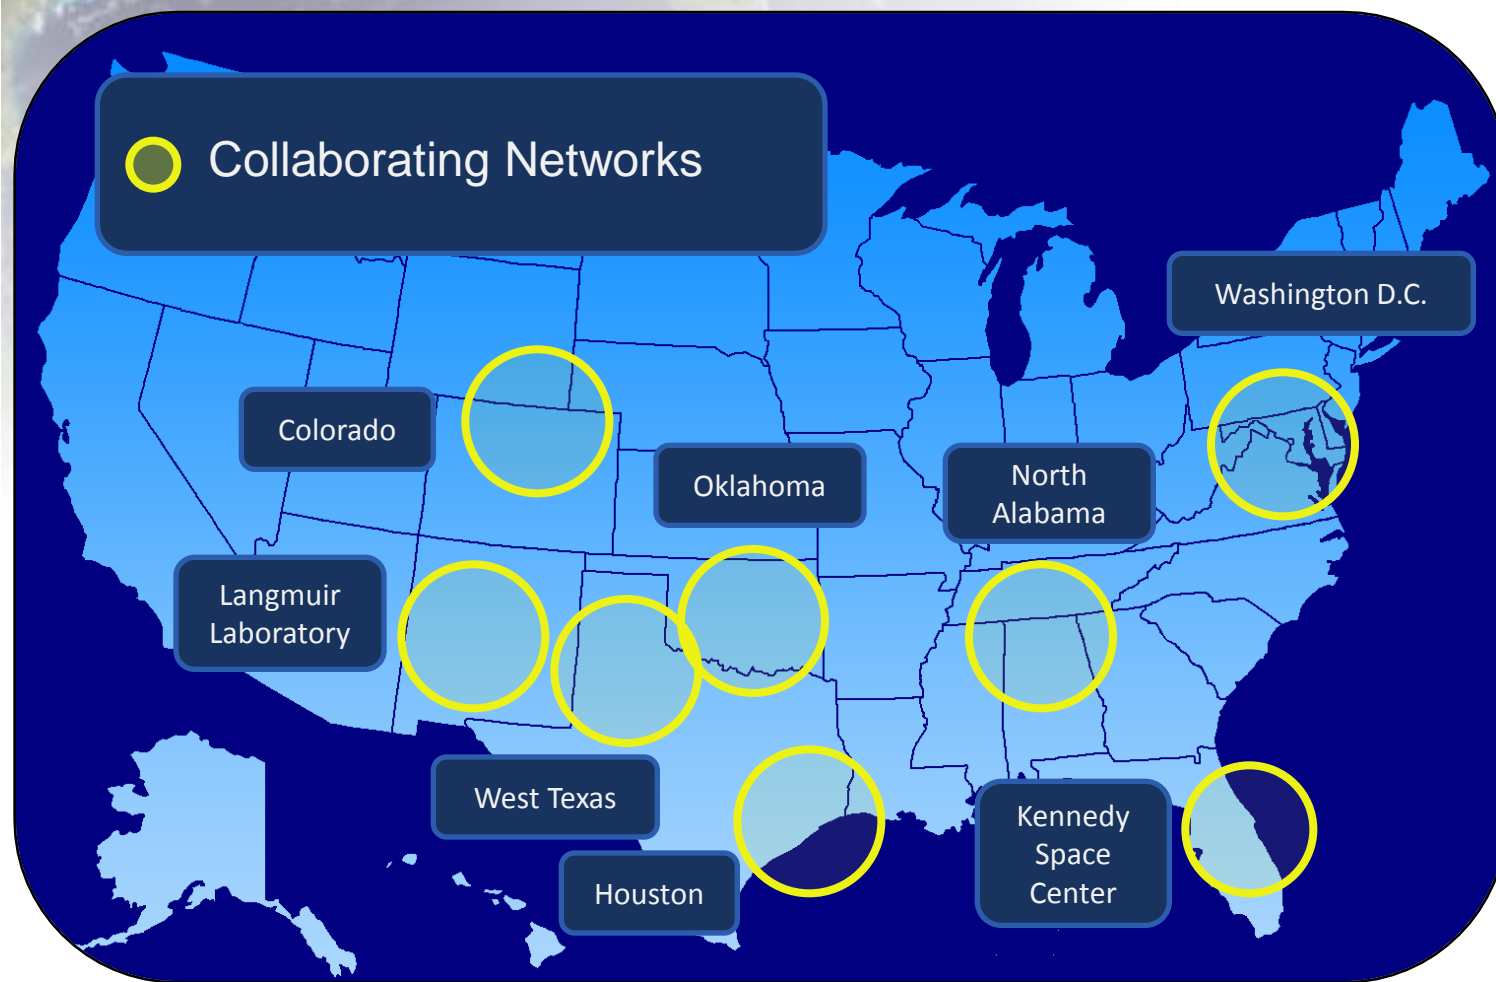 Collaborating Networks
Washington D.C.
Colorado
Oklahoma
North
Alabama
Langmuir
Laboratory
West Texas
Houston
Kennedy
Space
Center